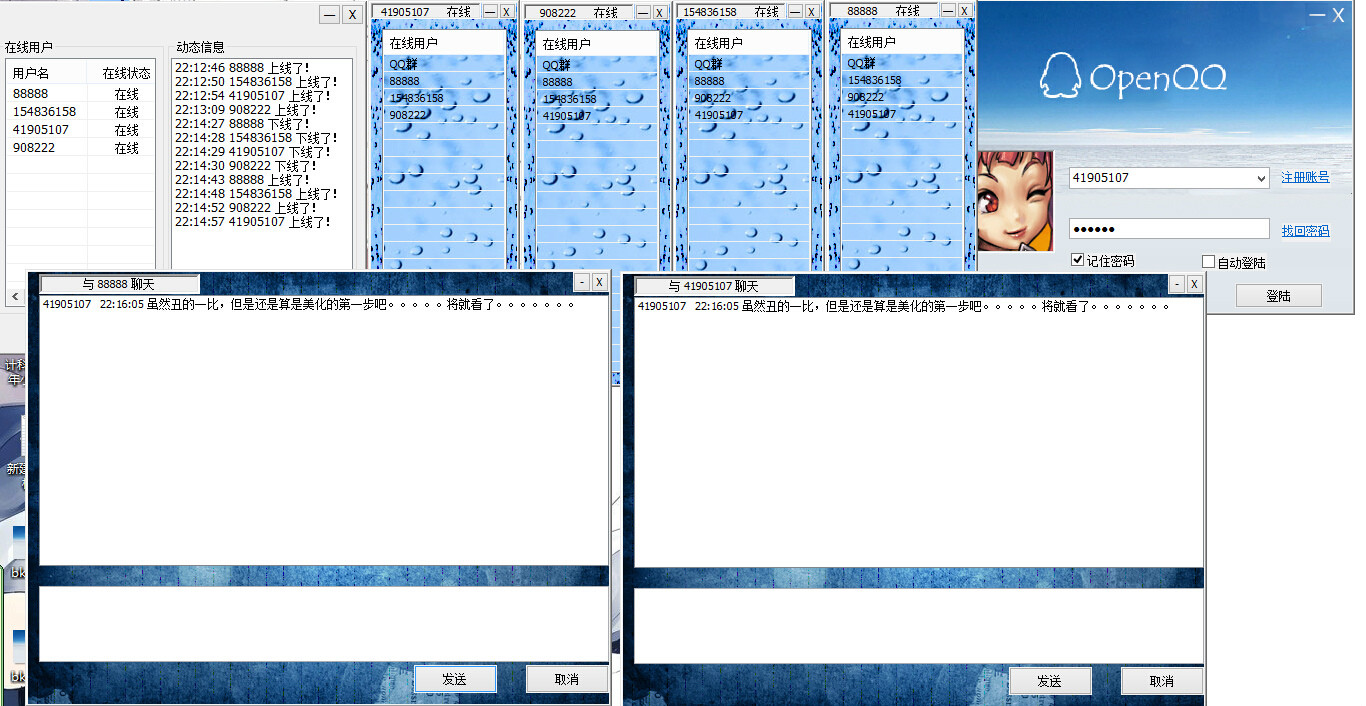 在线用户
用户名 在线状态
88888 在线
154836158 在线
41905107 在线
908222 在线
动态信息
22:12:46 88888 上线了!
22:12:50 154836158 上线了!
22:12:54 41905107 上线了!
22:13:09 908222 上线了!
22:14:27 88888 下线了!
22:14:28 154836158 下线了!
22:14:29 41905107 下线了!
22:14:30 908222 下线了!
22:14:43 88888 上线了!
22:14:48 154836158 上线了!
22:14:52 908222 上线了!
22:14:57 41905107 上线了!
41905107 在线
在线用户
QQ群
88888
154836158
908222
908222 在线
在线用户
QQ群
88888
154836158
41905107
154836158 在线
在线用户
QQ群
88888
908222
41905107
88888 在线
在线用户
QQ群
154836158
908222
41905107
OpenQQ
41905107
注册账号
●●●●●●
找回密码
记住密码
自动登陆
登陆
与 88888 聊天
41905107 22:16:05 虽然丑的一比，但是还是算是美化的第一步吧。。。。。将就看了。。。。。。。
发送
取消
与 41905107 聊天
41905107 22:16:05 虽然丑的一比，但是还是算是美化的第一步吧。。。。。将就看了。。。。。。。
发送
取消
计科
新建
bk
bk